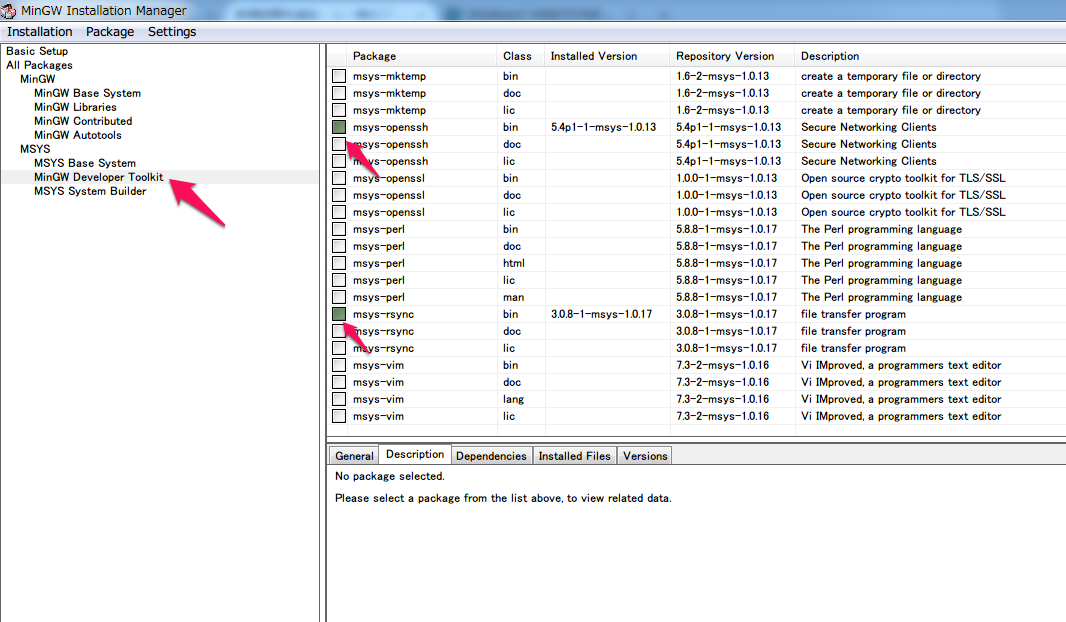 MinGW Installation Manager
Installation Package Settings
Basic Setup
All Packages
MinGW
MinGW Base System
MinGW Libraries
MinGW Contributed
MinGW Autotools
MSYS
MSYS Base System
MinGW Developer Toolkit
MSYS System Builder
Package Class Installed Version Repository Version Description
msys-mktemp bin 1.6-2-msys-1.0.13 create a temporary file or directory
msys-mktemp doc 1.6-2-msys-1.0.13 create a temporary file or directory
msys-mktemp lic 1.6-2-msys-1.0.13 create a temporary file or directory
msys-openssh bin 5.4p1-1-msys-1.0.13 5.4p1-1-msys-1.0.13 Secure Networking Clients
msys-openssh doc 5.4p1-1-msys-1.0.13 Secure Networking Clients
msys-openssh lic 5.4p1-1-msys-1.0.13 Secure Networking Clients
msys-openssl bin 1.0.0-1-msys-1.0.13 Open source crypto toolkit for TLS/SSL
msys-openssl doc 1.0.0-1-msys-1.0.13 Open source crypto toolkit for TLS/SSL
msys-openssl lic 1.0.0-1-msys-1.0.13 Open source crypto toolkit for TLS/SSL
msys-perl bin 5.8.8-1-msys-1.0.17 The Perl programming language
msys-perl doc 5.8.8-1-msys-1.0.17 The Perl programming language
msys-perl html 5.8.8-1-msys-1.0.17 The Perl programming language
msys-perl lic 5.8.8-1-msys-1.0.17 The Perl programming language
msys-perl man 5.8.8-1-msys-1.0.17 The Perl programming language
msys-rsync bin 3.0.8-1-msys-1.0.17 3.0.8-1-msys-1.0.17 file transfer program
msys-rsync doc 3.0.8-1-msys-1.0.17 file transfer program
msys-rsync lic 3.0.8-1-msys-1.0.17 file transfer program
msys-vim bin 7.3-2-msys-1.0.16 Vi IMproved, a programmers text editor
msys-vim doc 7.3-2-msys-1.0.16 Vi IMproved, a programmers text editor
msys-vim lang 7.3-2-msys-1.0.16 Vi IMproved, a programmers text editor
msys-vim lic 7.3-2-msys-1.0.16 Vi IMproved, a programmers text editor
General Description Dependencies Installed Files Versions
No package selected.
Please select a package from the list above, to view related data.